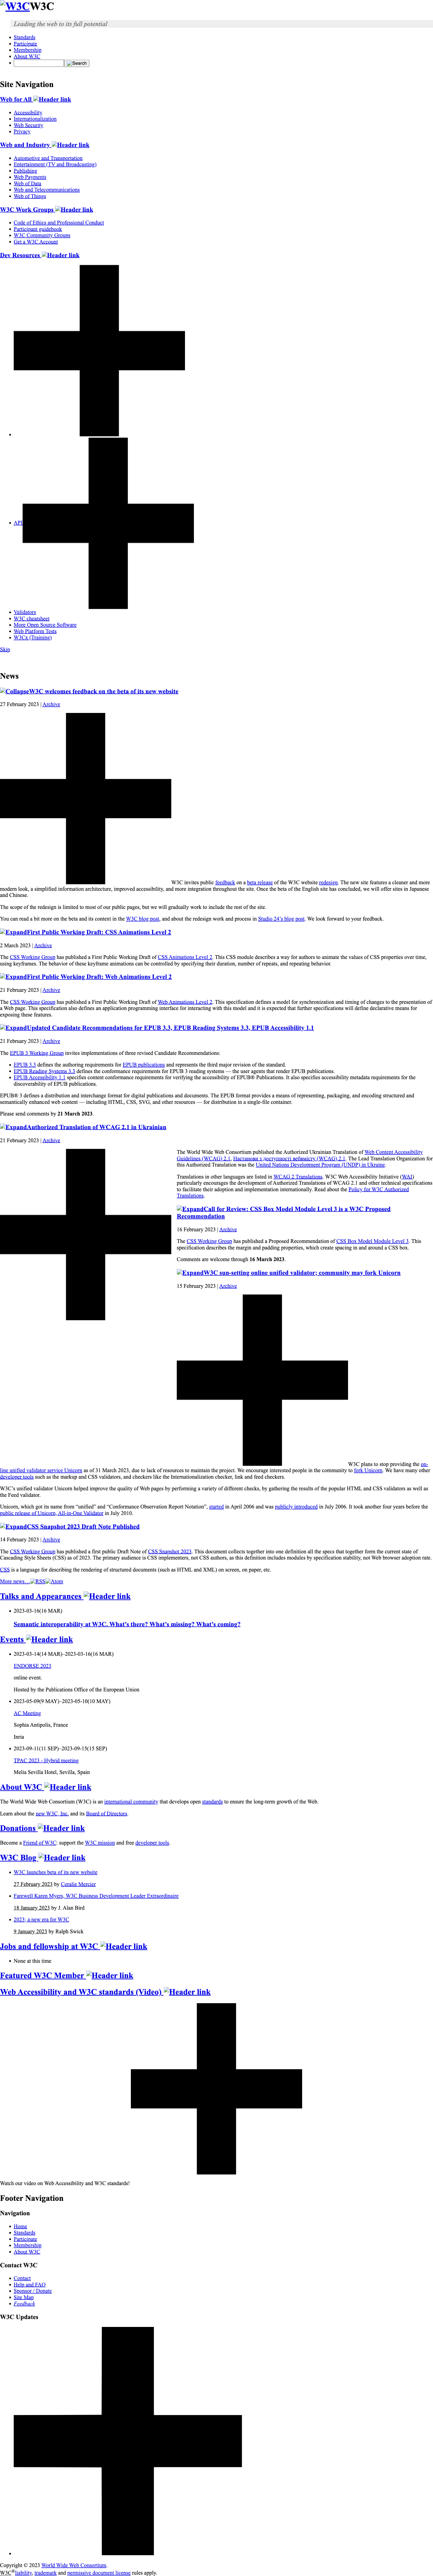 W3CW3C
Leading the web to its full potential
Standards
Participate
Membership
About W3C
Search
Site Navigation
Web for All Header link
Accessibility
Internationalization
Web Security
Privacy
Web and Industry Header link
Automotive and Transportation
Entertainment (TV and Broadcasting)
Publishing
Web Payments
Web of Data
Web and Telecommunications
Web of Things
W3C Work Groups Header link
Code of Ethics and Professional Conduct
Participant guidebook
W3C Community Groups
Get a W3C Account
Dev Resources Header link
API
Validators
W3C cheatsheet
More Open Source Software
Web Platform Tests
W3Cx (Training)
Skip
News
CollapseW3C welcomes feedback on the beta of its new website
27 February 2023 | Archive
W3C invites public feedback on a beta release of the W3C website redesign. The new site features a cleaner and more
modern look, a simplified information architecture, improved accessibility, and more integration throughout the site. Once the beta of the English site has concluded, we will offer a site in Japanese
and Chinese.
The scope of the redesign is limited to most of our public pages, but we will gradually work to include the rest of the site.
You can read a bit more on the beta and its content in the W3C blog post, and about the redesign work and process in Studio 24’s blog post. We look forward to your feedback.
ExpandFirst Public Working Draft: CSS Animations Level 2
2 March 2023 | Archive
The CSS Working Group has published a First Public Working Draft of CSS Animations Level 2. This CSS module describes a way for authors to animate the values of CSS properties over time,
using keyframes. The behavior of these keyframe animations can be controlled by specifying their duration, number of repeats, and repeating behavior.
ExpandFirst Public Working Draft: Web Animations Level 2
21 February 2023 | Archive
The CSS Working Group has published a First Public Working Draft of Web Animations Level 2. This specification defines a model for synchronization and timing of changes to the presentation of
a Web page. This specification also defines an application programming interface for interacting with this model and it is expected that further specifications will define declarative means for
exposing these features.
ExpandUpdated Candidate Recommendations for EPUB 3.3, EPUB Reading Systems 3.3, EPUB Accessibility 1.1
21 February 2023 | Archive
The EPUB 3 Working Group invites implementations of the following updated Candidate Recommendations:
EPUB 3.3 defines the authoring requirements for EPUB publications and represents the third major revision of the standard.
EPUB Reading Systems 3.3 defines the conformance requirements for EPUB 3 reading systems — the user agents that render EPUB publications.
EPUB Accessibility 1.1 specifies content conformance requirements for verifying the accessibility of EPUB Publications. It also specifies accessibility metadata requirements for the
discoverability of EPUB publications.
EPUB 3 defines a distribution and interchange format for digital publications and documents. The EPUB format provides a means of representing, packaging, and encoding structured and
semantically enhanced web content — including HTML, CSS, SVG, and other resources — for distribution in a single-file container.
Please send comments by 21 March 2023.
ExpandAuthorized Translation of WCAG 2.1 in Ukrainian
21 February 2023 | Archive
The World Wide Web Consortium published the Authorized Ukrainian Translation of Web Content Accessibility
Guidelines (WCAG) 2.1, Настанови з доступності вебвмісту (WCAG) 2.1. The Lead Translation Organization for
this Authorized Translation was the United Nations Development Program (UNDP) in Ukraine.
Translations in other languages are listed in WCAG 2 Translations. W3C Web Accessibility Initiative (WAI)
currently encourages the development of Authorized Translations of WCAG 2.1 and other accessibility specifications
to facilitate their use. Read about additional resources and translations. Read also more about the Policy for W3C Authorized
Translations.
ExpandCall for Review: CSS Box Model Module Level 3 is a W3C Proposed
Recommendation
16 February 2023 | Archive
The CSS Working Group has published a Proposed Recommendation of CSS Box Model Module Level 3. This
specification describes the margin and padding properties, which create spacing in and around a CSS box.
Comments are welcome through 16 March 2023.
ExpandW3C sun-setting online unified validator; community may fork Unicorn
15 February 2023 | Archive
W3C plans to stop providing the on-
line unified validator service Unicorn as of 31 March 2023, due to lack of resources to maintain the project. We encourage interested people in the community to fork Unicorn. We have many other
developer tools such as the markup and CSS validators, and checkers like the feed and link checkers, that are not affected.
W3C’s unified validator Unicorn helped improve the quality of Web pages by performing a variety of checks, gathering the results of the popular HTML and CSS validators as well as
the Feed validator.
Unicorn, which got its name from “unified” and “Conformance Observation Report Notation”, started in April 2006 and was publicly introduced in July 2006. It took four years before the
public release of Unicorn, All-in-One Validator in July 2010.
ExpandCSS Snapshot 2023 Draft Note Published
14 February 2023 | Archive
The CSS Working Group has published a first public Draft Note of CSS Snapshot 2023. This document collects together into one definition all the specs that together form the current state of
Cascading Style Sheets (CSS) as of 2023. The primary audience is CSS implementers, not CSS authors, as this definition includes modules by specification stability, not Web browser adoption rate.
CSS is a language for describing the rendering of structured documents (such as HTML and XML) on screen, on paper, etc.
More news… RSSAtom
Talks and Appearances Header link
2023-03-16(16 MAR)
Semantic interoperability at W3C. What’s there? What’s missing? What’s coming?
Events Header link
2023-03-14(14 MAR)–2023-03-16(16 MAR)
ENDORSE 2023
online event.
Hosted by the Publications Office of the European Union
2023-05-09(9 MAY)–2023-05-10(10 MAY)
AC Meeting
Sophia Antipolis, France
Inria
2023-09-11(11 SEP)–2023-09-15(15 SEP)
TPAC 2023 - Hybrid meeting
Melia Sevilla Hotel, Sevilla, Spain
About W3C Header link
The World Wide Web Consortium (W3C) is an international community that develops open standards to ensure the long-term growth of the Web.
Learn about the new W3C, Inc. and its Board of Directors.
Donations Header link
Become a Friend of W3C: support the W3C mission and free developer tools.
W3C Blog Header link
W3C launches beta of its new website
27 February 2023 by Coralie Mercier
Farewell Karen Myers, W3C Business Development Leader Extraordinaire
18 January 2023 by J. Alan Bird
2023: a new era for W3C
9 January 2023 by Ralph Swick
Jobs and fellowship at W3C Header link
None at this time.
Featured W3C Member Header link
Web Accessibility and W3C standards (Video) Header link
Watch our video on Web Accessibility and W3C standards!
Footer Navigation
Navigation
Home
Standards
Participate
Membership
About W3C
Contact W3C
Contact
Help and FAQ
Sponsor / Donate
Site Map
Feedback
W3C Updates
Copyright © 2023 World Wide Web Consortium.
W3C® liability, trademark and permissive document license rules apply.